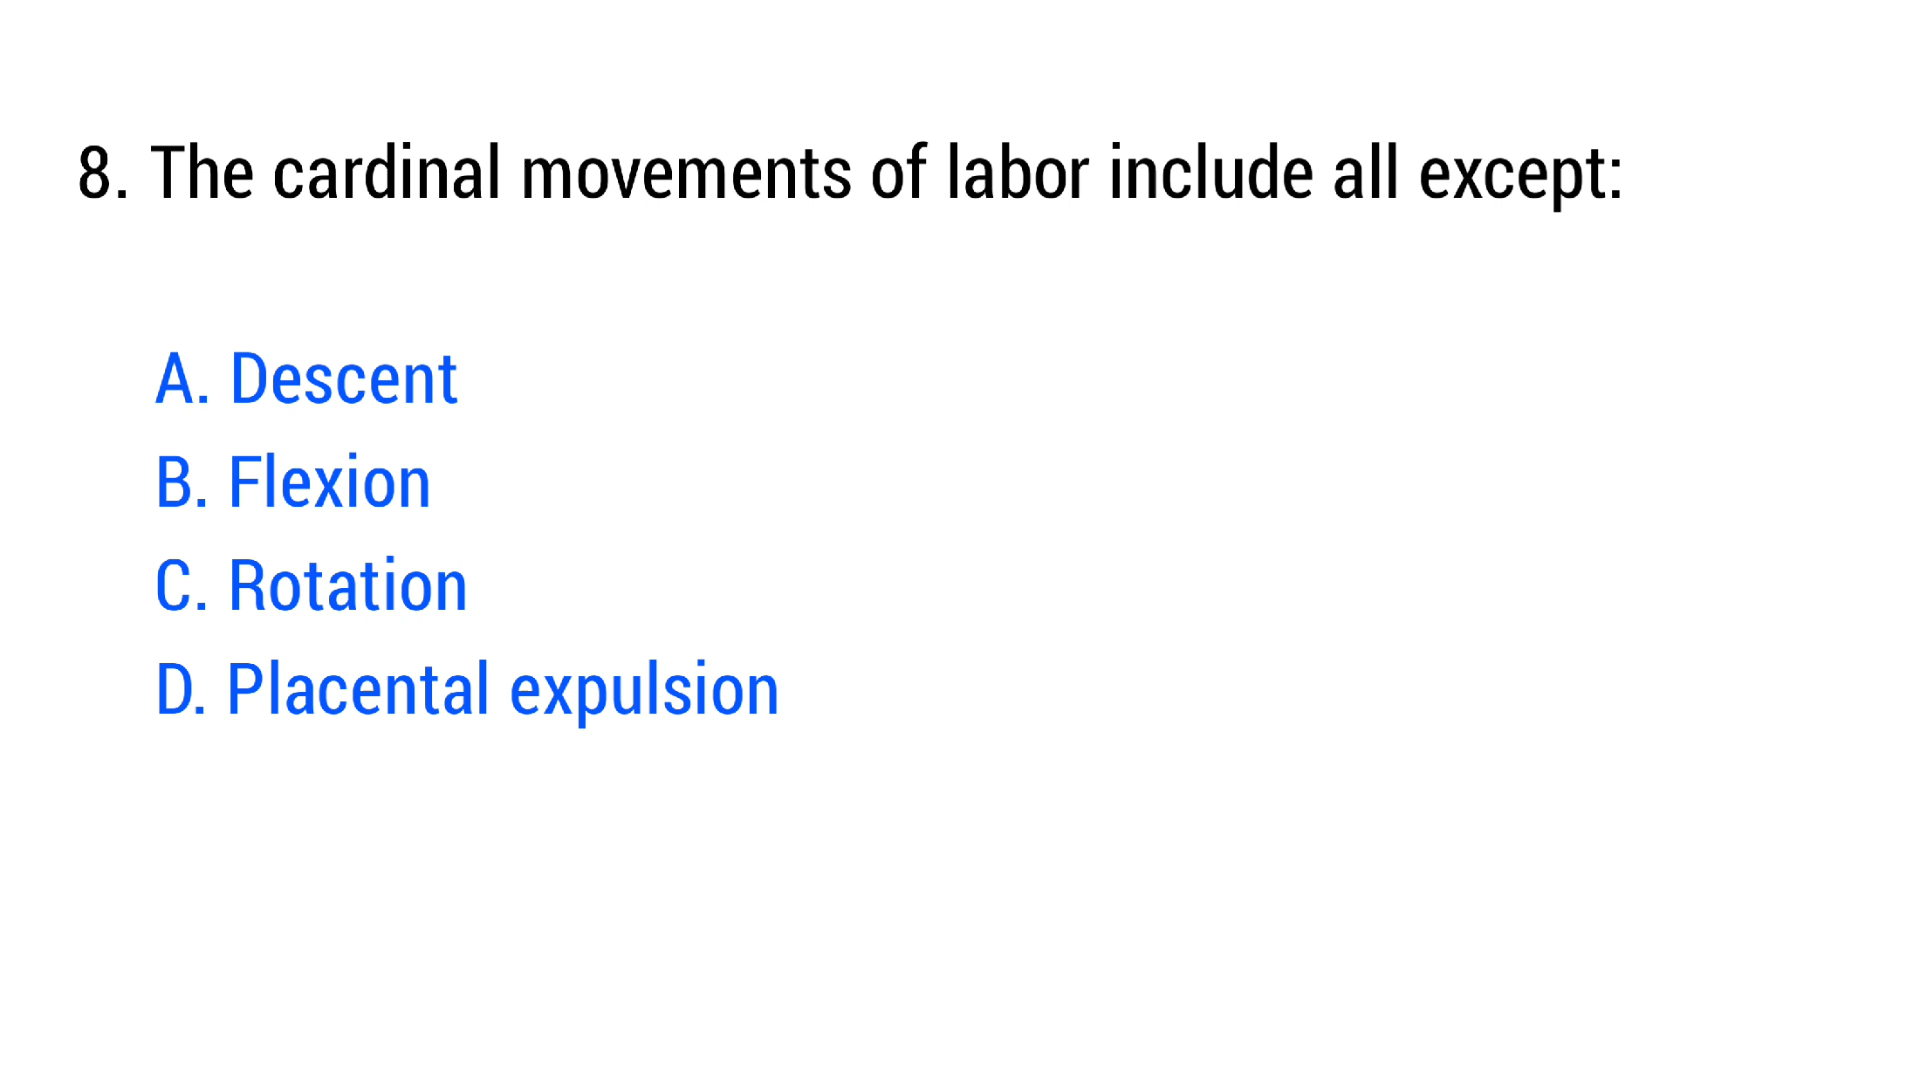 8. The cardinal movements of labor include all except:
A. Descent
B. Flexion
C. Rotation
D. Placental expulsion